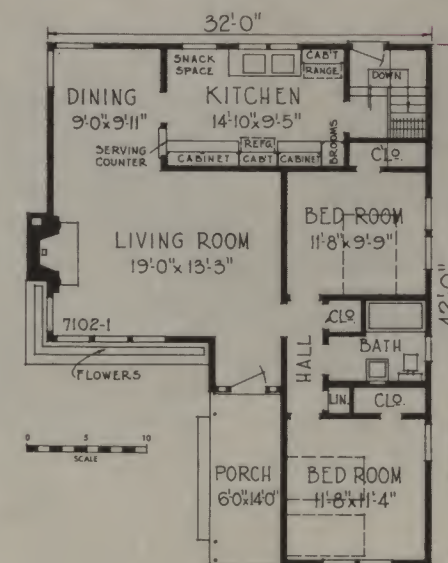 32'-0"
SNACK
SPACE
CAB'T
RANGE
DOWN
DINING
9'-0"x9'-11"
KITCHEN
14'-10"x9'-5"
SERVING
COUNTER
REFG.
CABINET
CAB'T
CABINET
BROOMS
CLO.
BED ROOM
11'-8"x9'-9"
LIVING ROOM
19'-0"x13'-3"
42'-0"
7102-1
FLOWERS
CLO.
BATH
HALL
LIN.
CLO.
0 5 10
SCALE
PORCH
6'-0"x14'-0"
BED ROOM
11'-8"x11'-4"